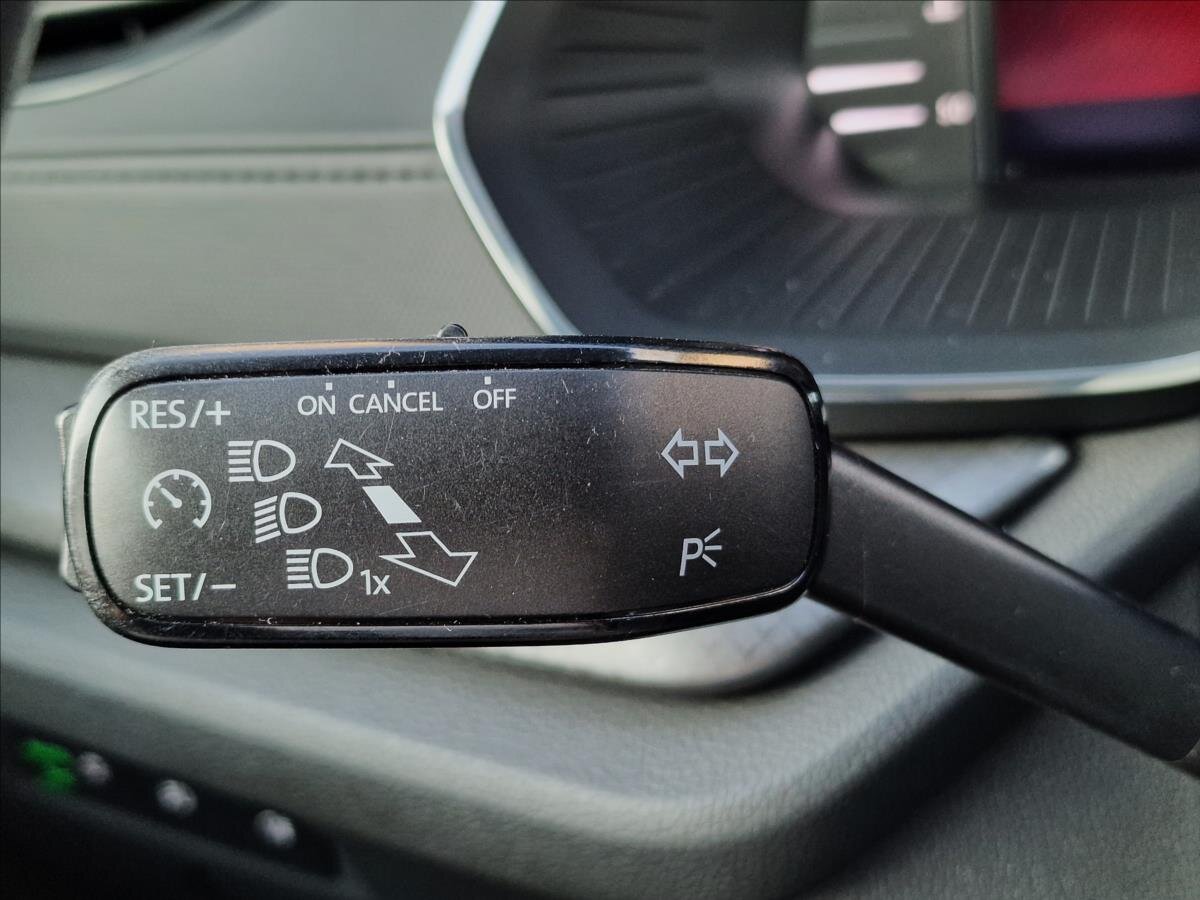 ON CANCEL OFF
RES/+
1x
SET/−
P